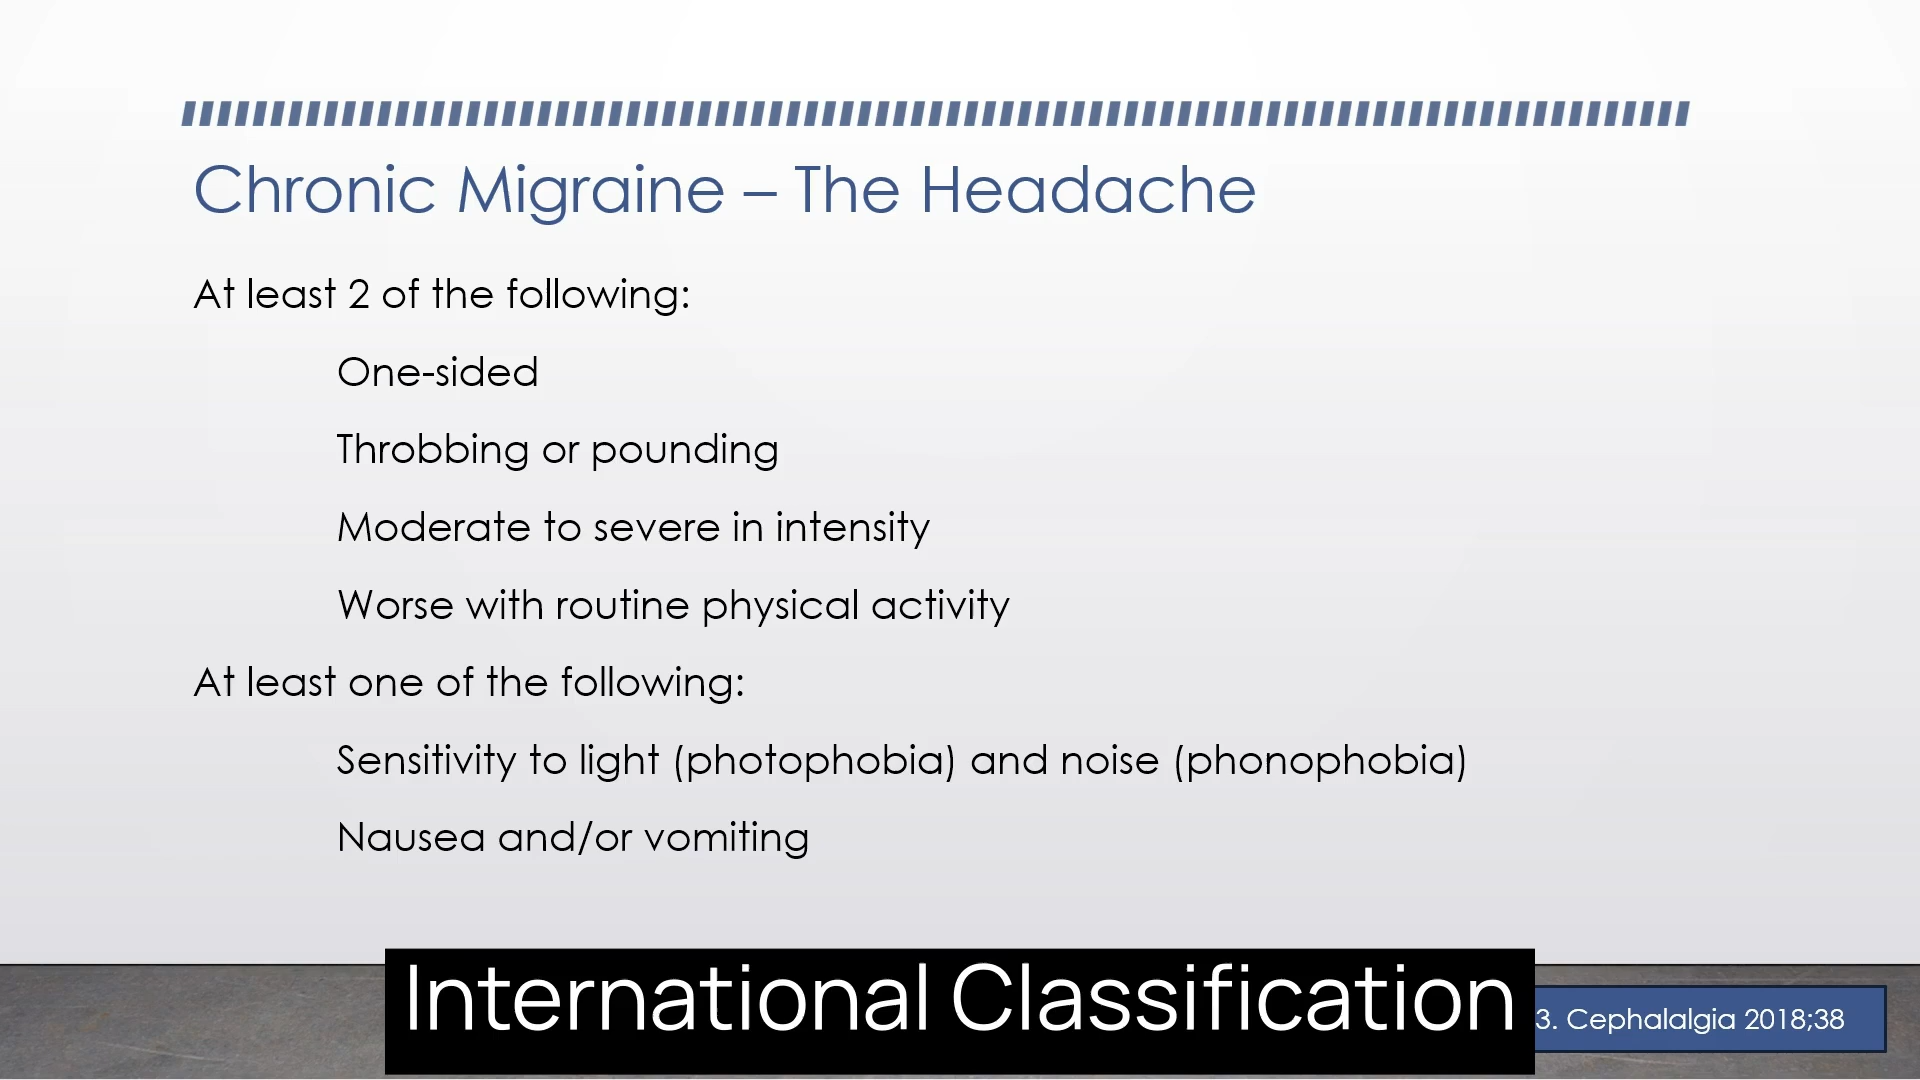 Chronic Migraine – The Headache
At least 2 of the following:
One-sided
Throbbing or pounding
Moderate to severe in intensity
Worse with routine physical activity
At least one of the following:
Sensitivity to light (photophobia) and noise (phonophobia)
Nausea and/or vomiting
International Classification
3. Cephalalgia 2018;38